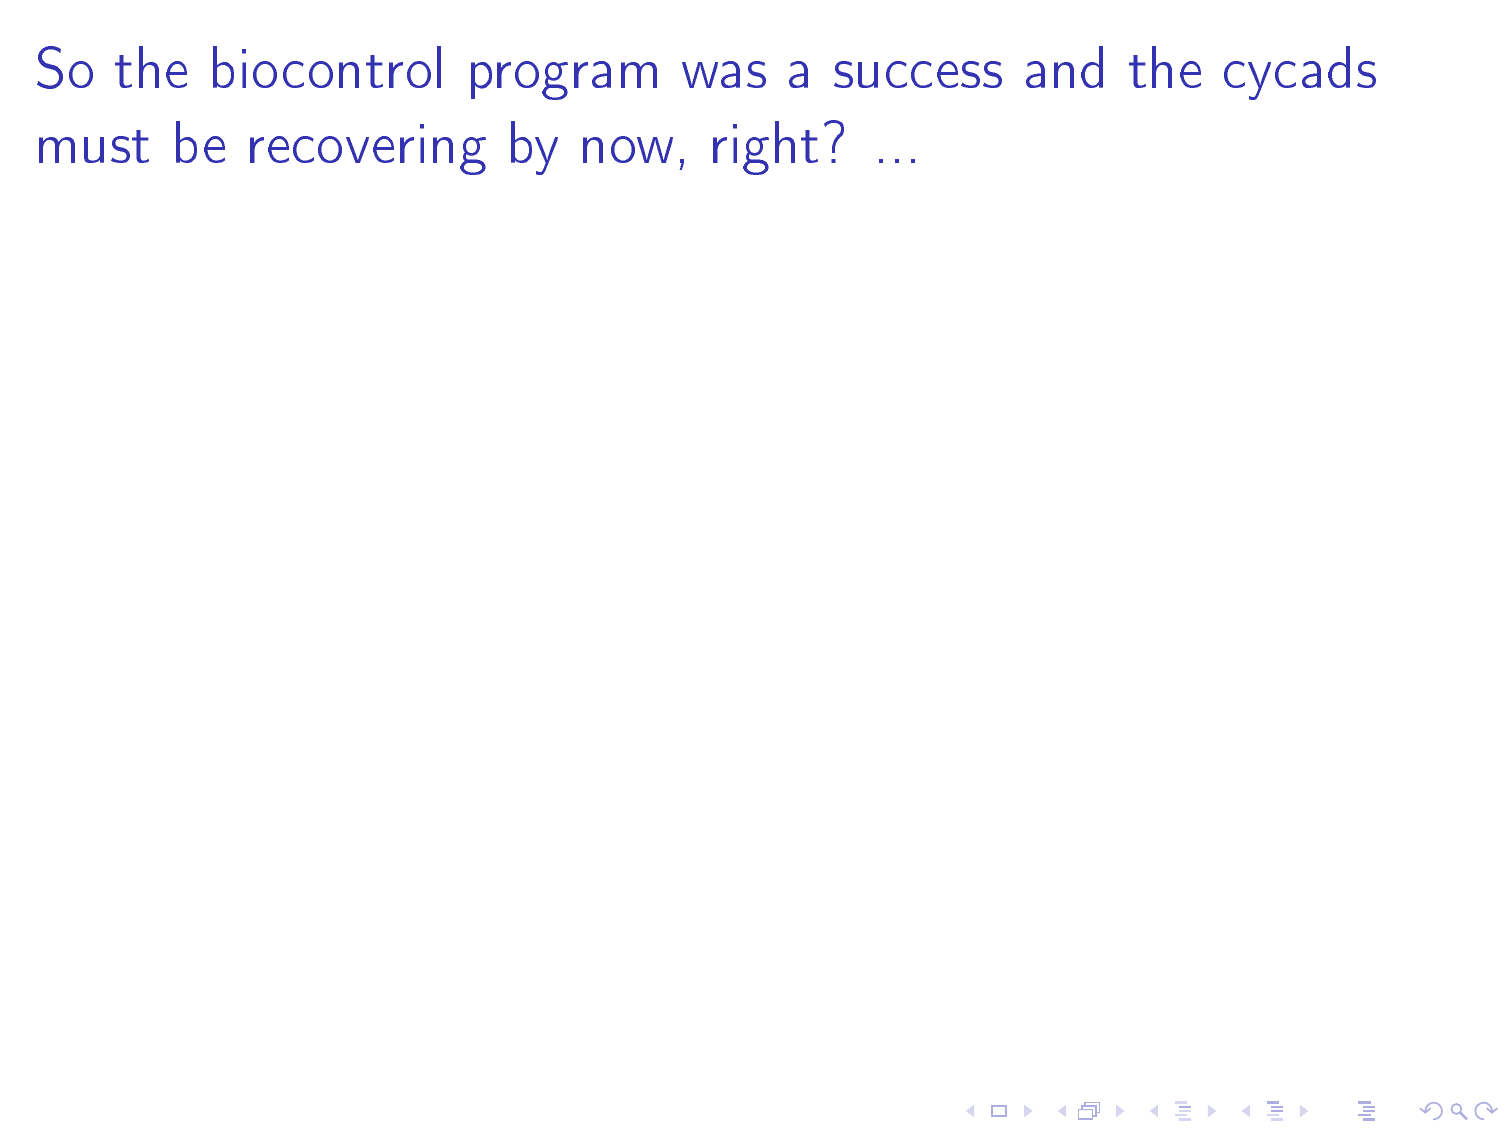 So the biocontrol program was a success and the cycads
must be recovering by now, right? ...